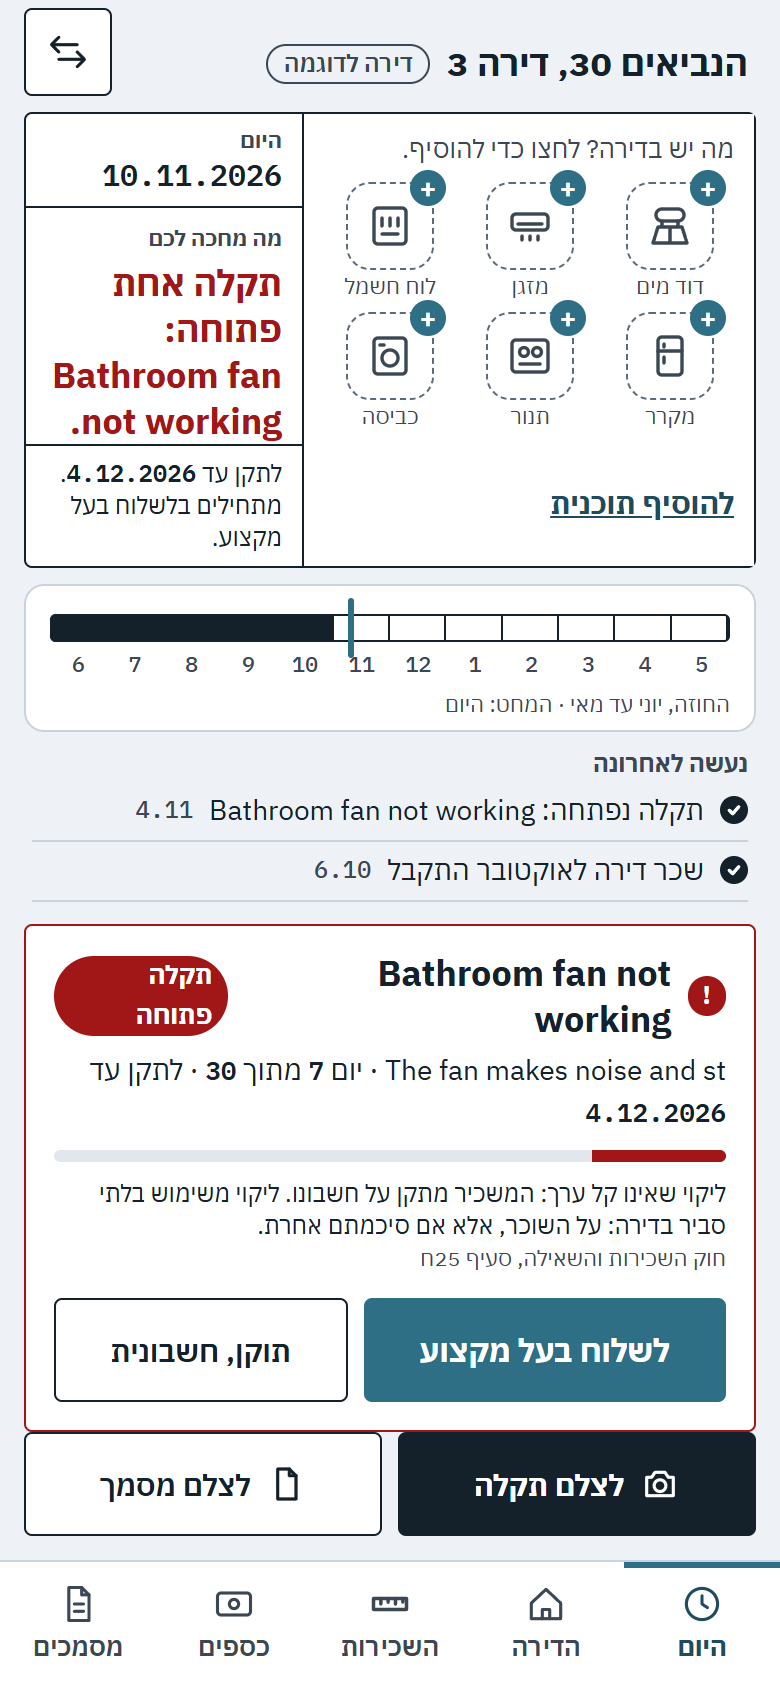 הנביאים 30, דירה 3
דירה לדוגמה
מה יש בדירה? לחצו כדי להוסיף.
דוד מים
מזגן
לוח חשמל
מקרר
תנור
כביסה
להוסיף תוכנית
היום
10.11.2026
מה מחכה לכם
תקלה אחת
פתוחה:
Bathroom fan
not working.
לתקן עד 4.12.2026.
מתחילים בלשלוח בעל
מקצוע.
6 7 8 9 10 11 12 1 2 3 4 5
החוזה, יוני עד מאי · המחט: היום
נעשה לאחרונה
תקלה נפתחה: Bathroom fan not working 4.11
שכר דירה לאוקטובר התקבל 6.10
!
Bathroom fan not
working
תקלה
פתוחה
The fan makes noise and st · יום 7 מתוך 30 · לתקן עד
4.12.2026
ליקוי שאינו קל ערך: המשכיר מתקן על חשבונו. ליקוי משימוש בלתי
סביר בדירה: על השוכר, אלא אם סיכמתם אחרת.
חוק השכירות והשאילה, סעיף 25ח
לשלוח בעל מקצוע
תוקן, חשבונית
לצלם תקלה
לצלם מסמך
היום
הדירה
השכירות
כספים
מסמכים